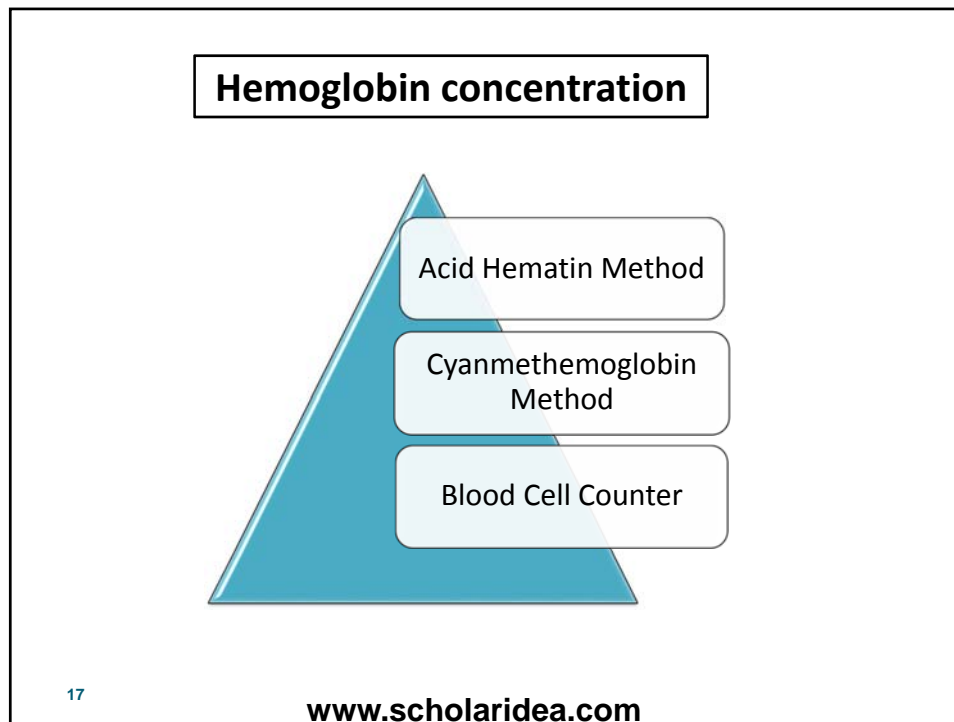 Hemoglobin concentration
Acid Hematin Method
Cyanmethemoglobin
Method
Blood Cell Counter
17
www.scholaridea.com